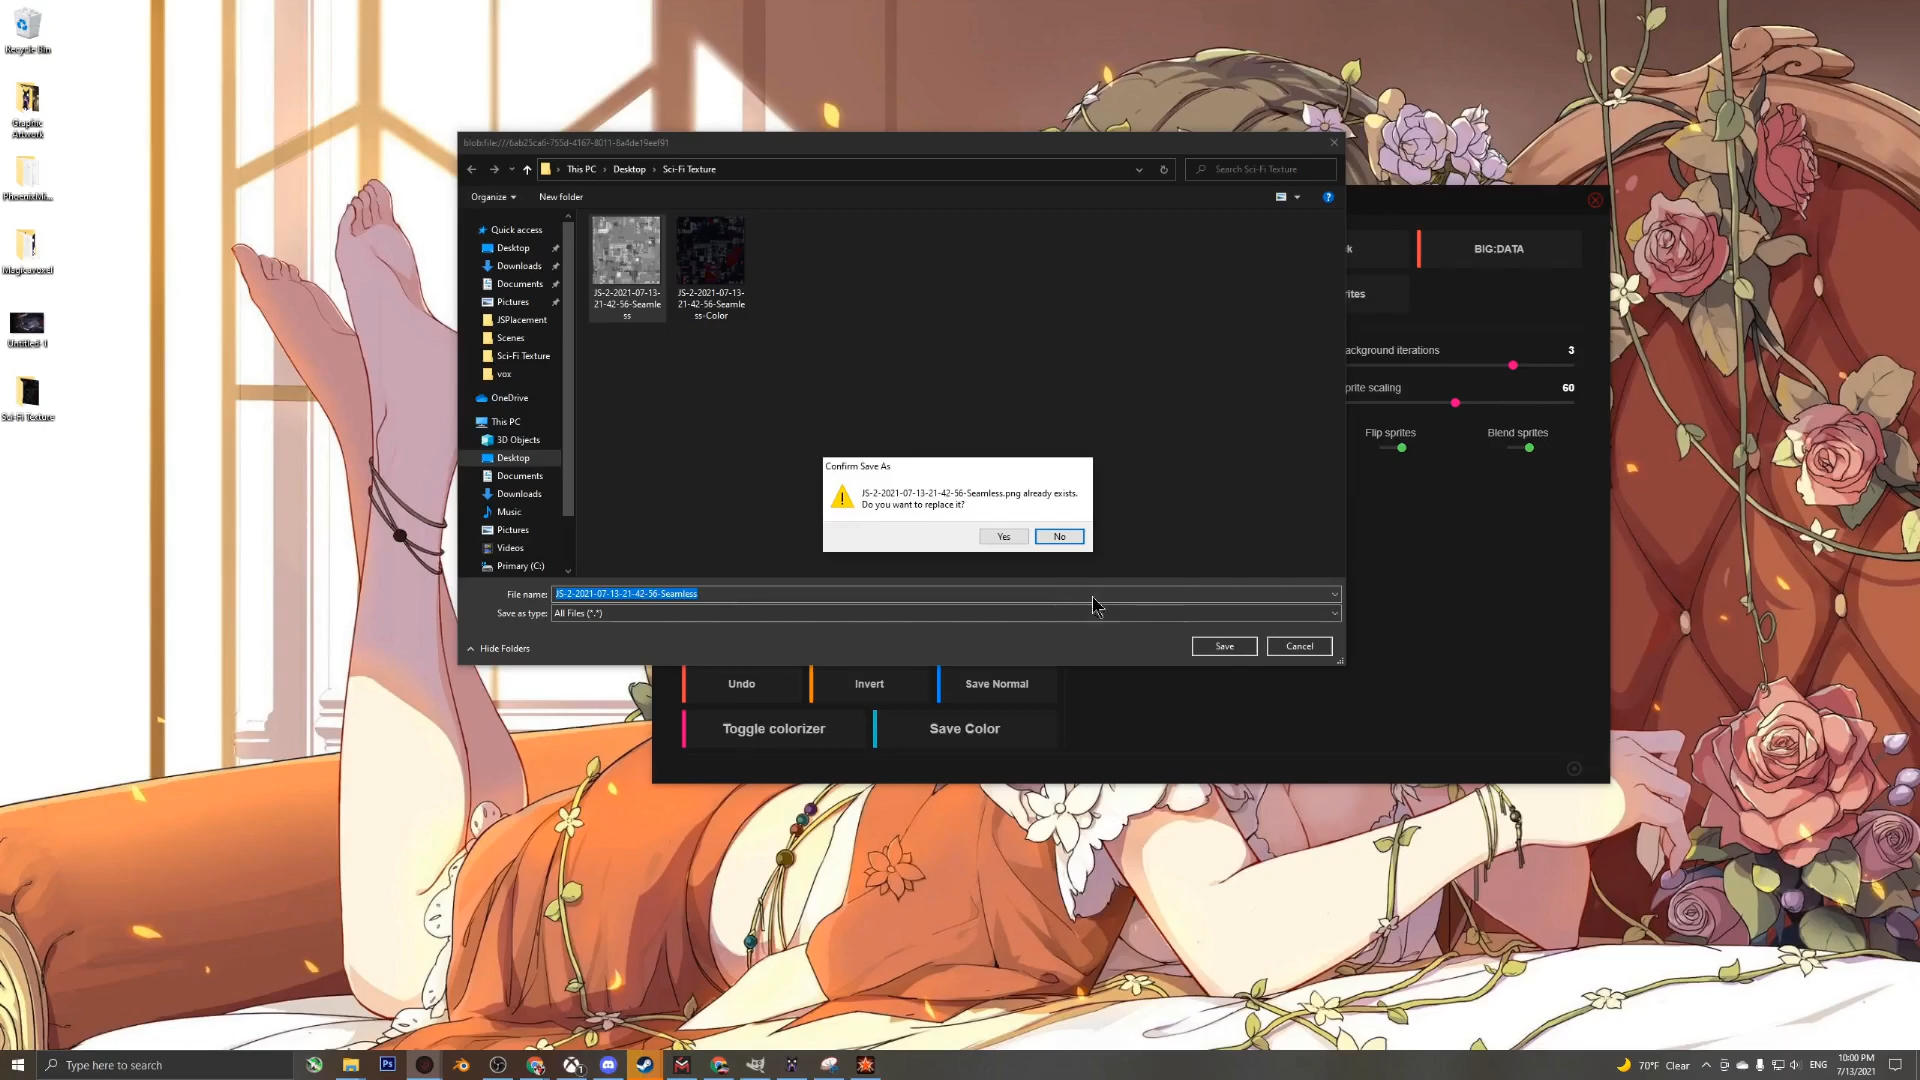 Recycle Bin
Graphic
Artwork
PhoenixMi...
Magicavoxel
Untitled-1
Sci-Fi Texture
blob:file:///6ab25ca6-755d-4167-8011-8a4de19eef91
This PC
Desktop
Sci-Fi Texture
Search Sci-Fi Texture
Organize
New folder
Quick access
Desktop
Downloads
Documents
Pictures
JSPlacement
Scenes
Sci-Fi Texture
vox
OneDrive
This PC
3D Objects
Desktop
Documents
Downloads
Music
Pictures
Videos
Primary (C:)
JS-2-2021-07-13-
21-42-56-Seamle
ss
JS-2-2021-07-13-
21-42-56-Seamle
ss-Color
Confirm Save As
JS-2-2021-07-13-21-42-56-Seamless.png already exists.
Do you want to replace it?
Yes
No
File name:
JS-2-2021-07-13-21-42-56-Seamless
Save as type:
All Files (*.*)
Hide Folders
Save
Cancel
k
BIG:DATA
rites
ackground iterations
3
prite scaling
60
Flip sprites
Blend sprites
Undo
Invert
Save Normal
Toggle colorizer
Save Color
Type here to search
Ps
70°F Clear
ENG
10:00 PM
7/13/2021